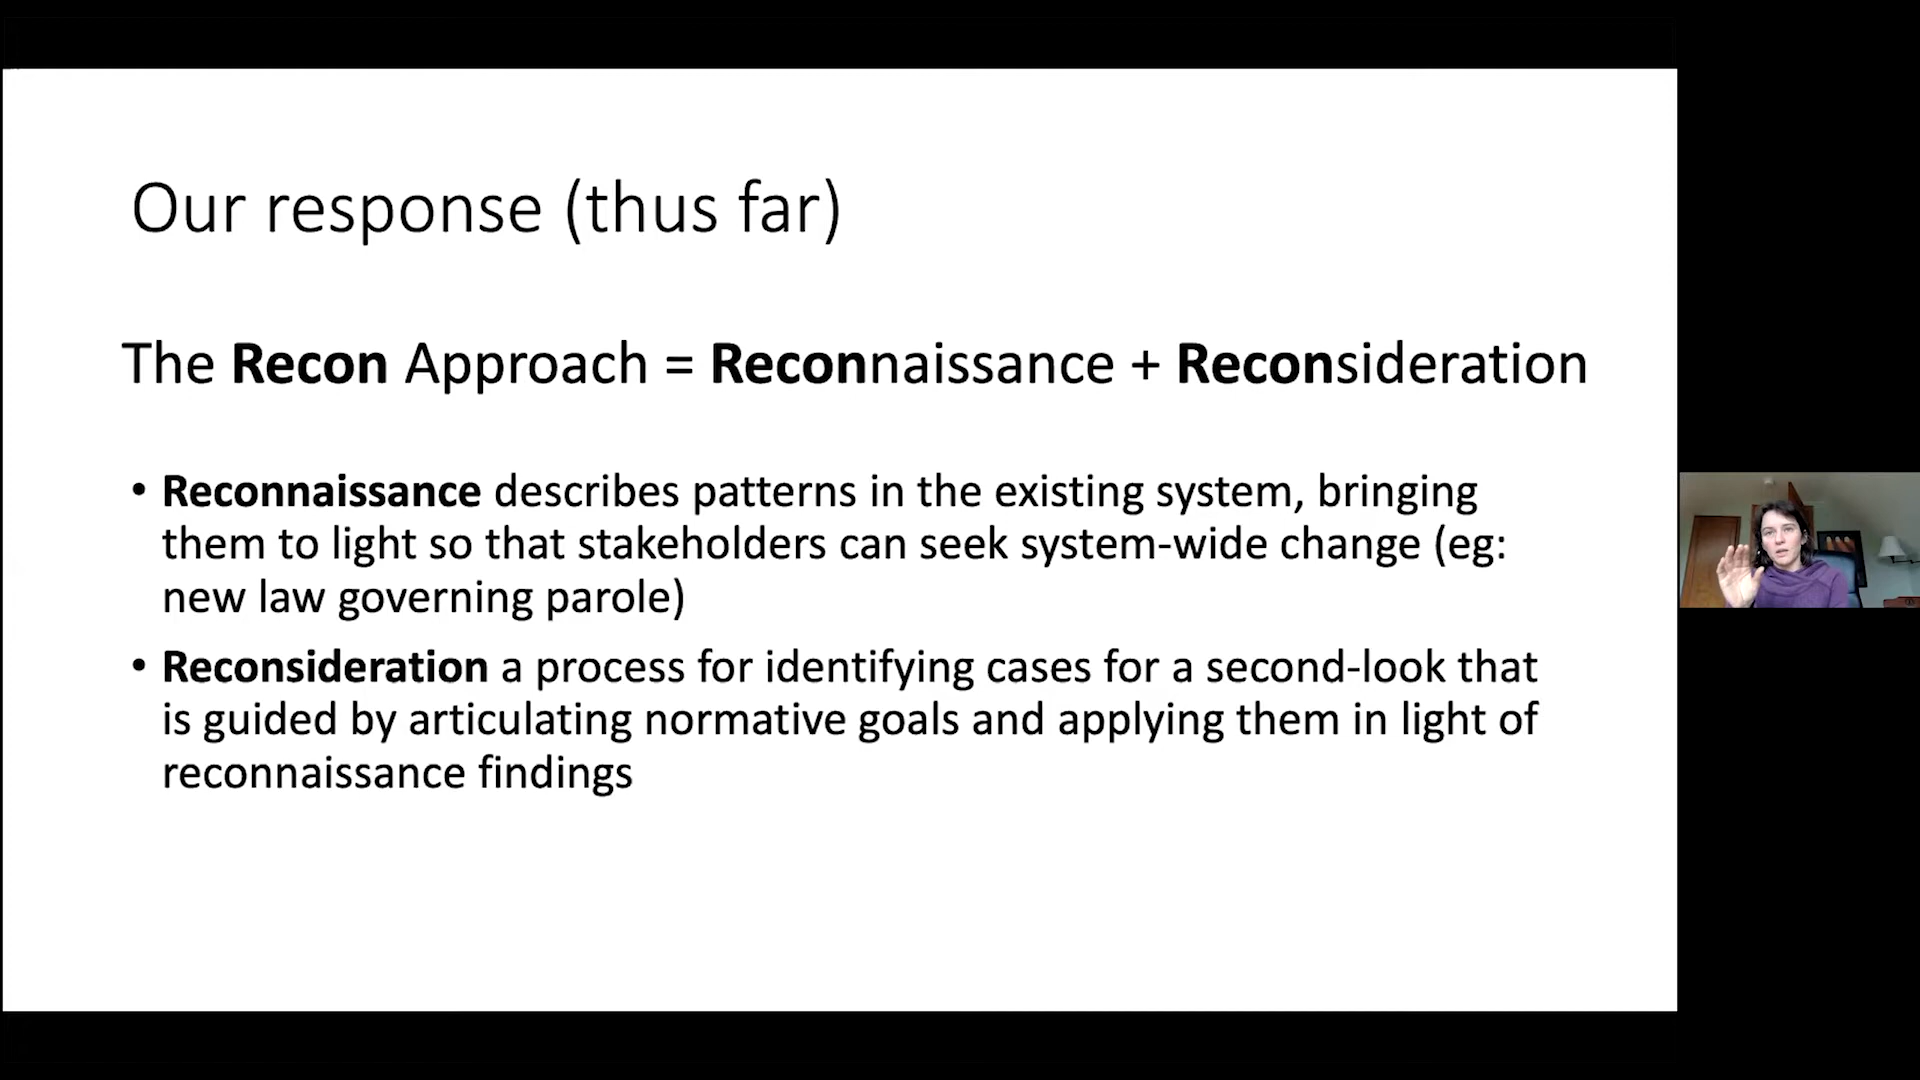 Our response (thus far)
The Recon Approach = Reconnaissance + Reconsideration
• Reconnaissance describes patterns in the existing system, bringing
them to light so that stakeholders can seek system-wide change (eg:
new law governing parole)
• Reconsideration a process for identifying cases for a second-look that
is guided by articulating normative goals and applying them in light of
reconnaissance findings